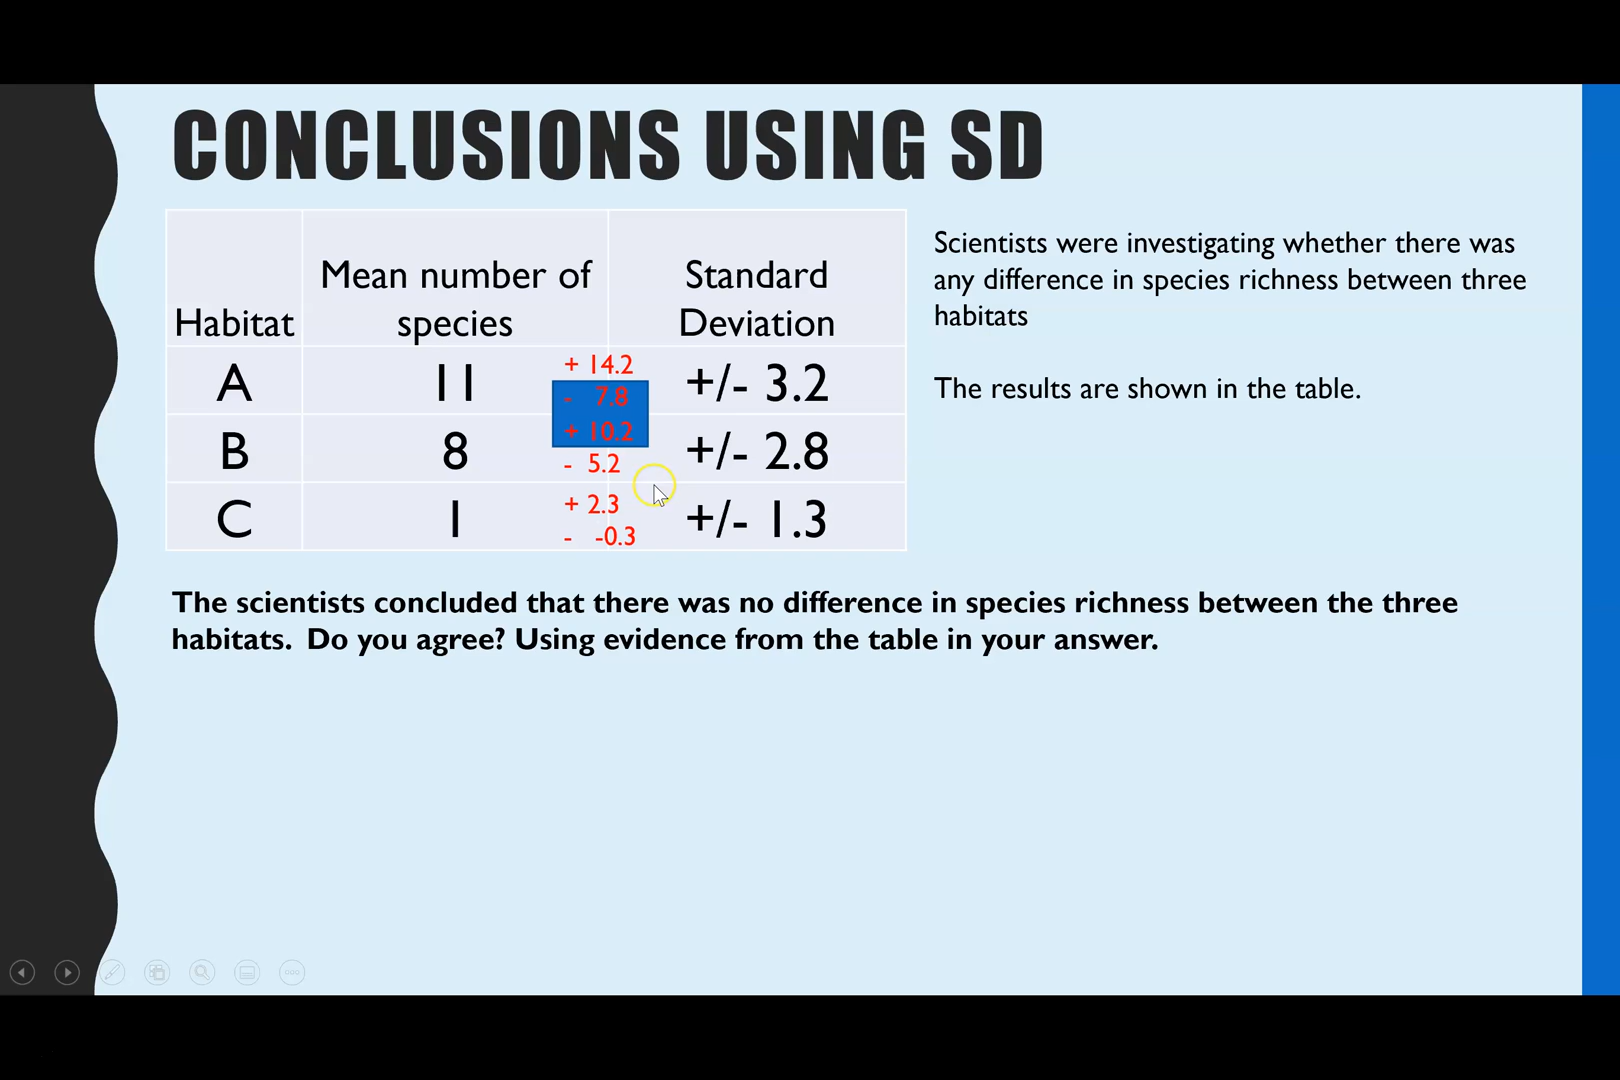 CONCLUSIONS USING SD
Habitat
Mean number of
species
Standard
Deviation
A
11
+ 14.2
- 7.8
+/- 3.2
B
8
+ 10.2
- 5.2
+/- 2.8
C
1
+ 2.3
- -0.3
+/- 1.3
Scientists were investigating whether there was
any difference in species richness between three
habitats
The results are shown in the table.
The scientists concluded that there was no difference in species richness between the three
habitats. Do you agree? Using evidence from the table in your answer.